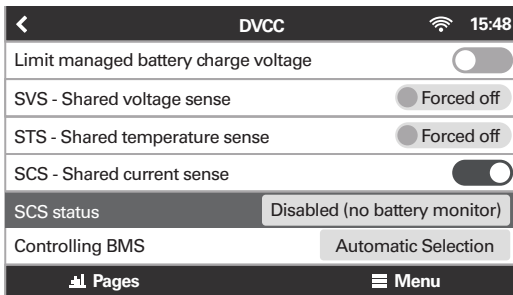 DVCC 15:48
Limit managed battery charge voltage
SVS - Shared voltage sense Forced off
STS - Shared temperature sense Forced off
SCS - Shared current sense
SCS status Disabled (no battery monitor)
Controlling BMS Automatic Selection
Pages Menu